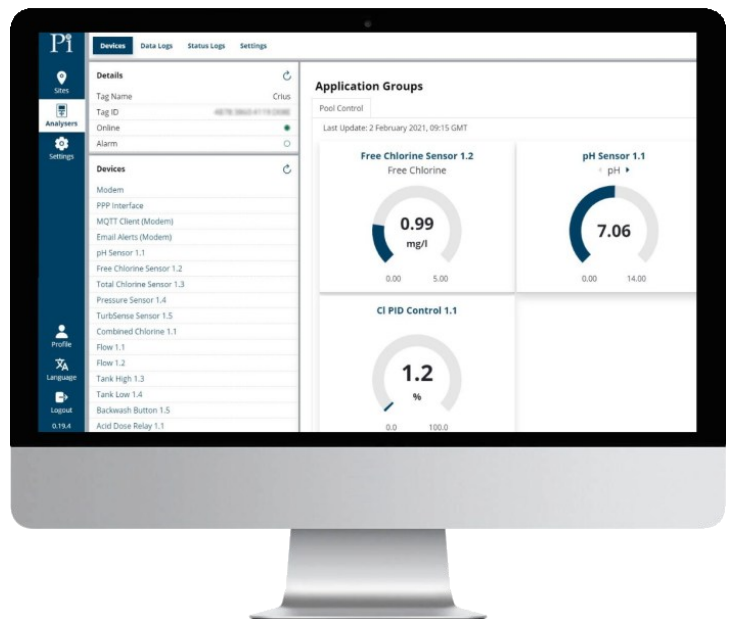 Pi
Sites
Analysers
Settings
Profile
Language
Logout
0.19.4
Devices Data Logs Status Logs Settings
Details
Tag Name Crius
Tag ID
Online
Alarm
Devices
Modem
PPP Interface
MQTT Client (Modem)
Email Alerts (Modem)
pH Sensor 1.1
Free Chlorine Sensor 1.2
Total Chlorine Sensor 1.3
Pressure Sensor 1.4
TurbSense Sensor 1.5
Combined Chlorine 1.1
Flow 1.1
Flow 1.2
Tank High 1.3
Tank Low 1.4
Backwash Button 1.5
Acid Dose Relay 1.1
Application Groups
Pool Control
Last Update: 2 February 2021, 09:15 GMT
Free Chlorine Sensor 1.2
Free Chlorine
0.99
mg/l
0.00 5.00
pH Sensor 1.1
pH
7.06
0.00 14.00
Cl PID Control 1.1
1.2
%
0.0 100.0